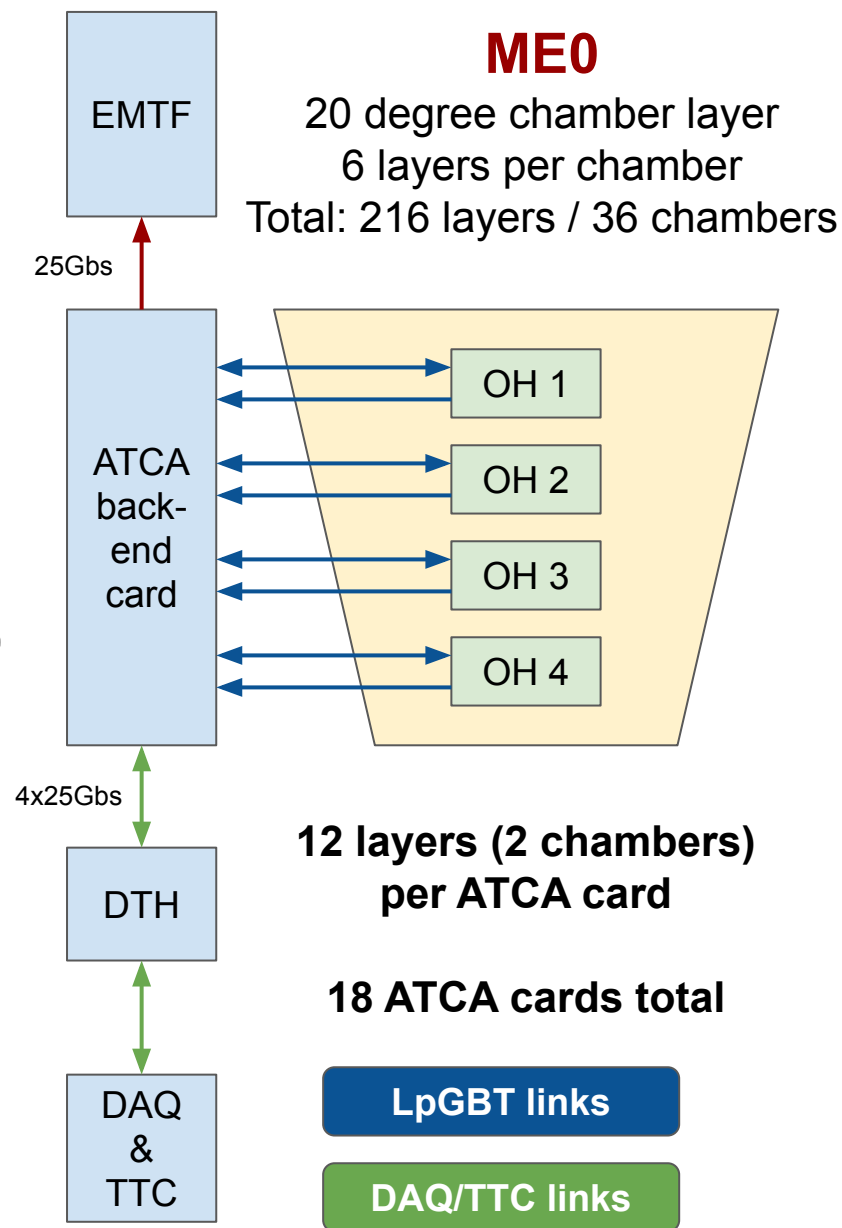 ME0
20 degree chamber layer
6 layers per chamber
Total: 216 layers / 36 chambers
EMTF
25Gbs
ATCA
back-
end
card
OH 1
OH 2
OH 3
OH 4
4x25Gbs
12 layers (2 chambers)
per ATCA card
DTH
18 ATCA cards total
DAQ
&
TTC
LpGBT links
DAQ/TTC links